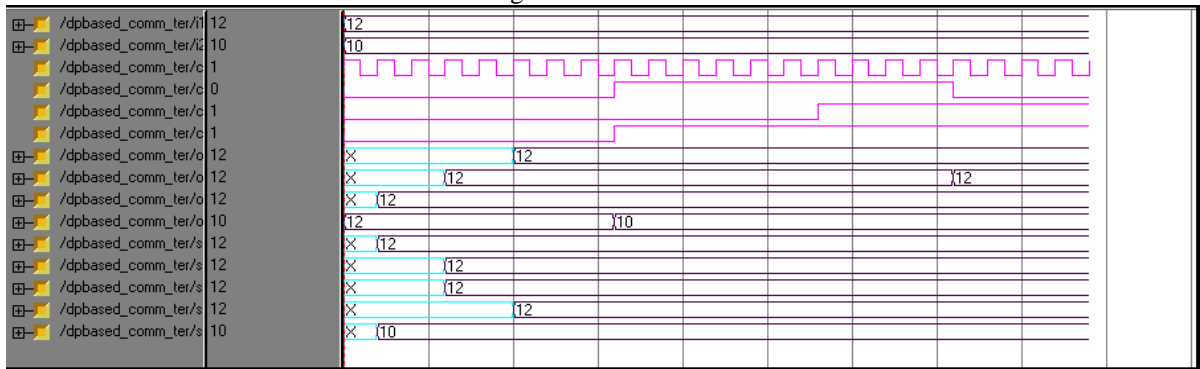 /dpbased_comm_ter/i1 12 12
/dpbased_comm_ter/i2 10 10
/dpbased_comm_ter/c 1
/dpbased_comm_ter/c 0
/dpbased_comm_ter/c 1
/dpbased_comm_ter/c 1
/dpbased_comm_ter/o 12 X 12
/dpbased_comm_ter/o 12 X 12 12
/dpbased_comm_ter/o 12 X 12
/dpbased_comm_ter/o 10 12 10
/dpbased_comm_ter/s 12 X 12
/dpbased_comm_ter/s 12 X 12
/dpbased_comm_ter/s 12 X 12
/dpbased_comm_ter/s 12 X 12
/dpbased_comm_ter/s 10 X 10